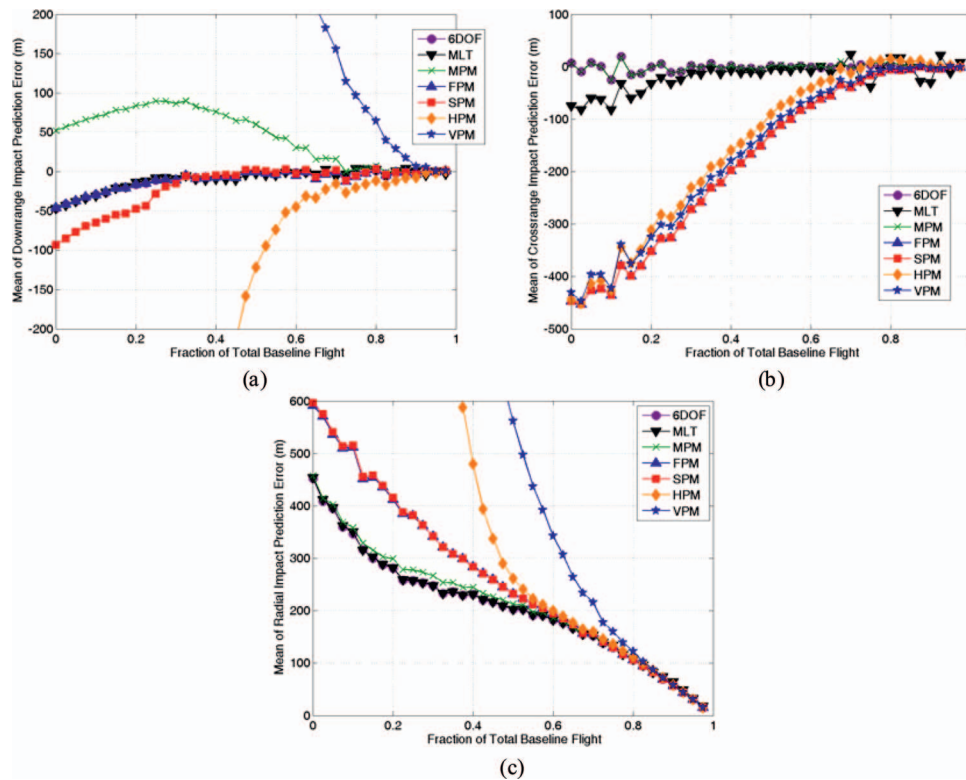 200
150
100
50
0
-50
-100
-150
-200
Mean of Downrange Impact Prediction Error (m)
6DOF
MLT
MPM
FPM
SPM
HPM
VPM
0
0.2
0.4
0.6
0.8
1
Fraction of Total Baseline Flight
(a)
100
0
-100
-200
-300
-400
-500
Mean of Crossrange Impact Prediction Error (m)
6DOF
MLT
MPM
FPM
SPM
HPM
VPM
0
0.2
0.4
0.6
0.8
Fraction of Total Baseline Flight
(b)
600
500
400
300
200
100
0
Mean of Radial Impact Prediction Error (m)
6DOF
MLT
MPM
FPM
SPM
HPM
VPM
0
0.2
0.4
0.6
0.8
1
Fraction of Total Baseline Flight
(c)